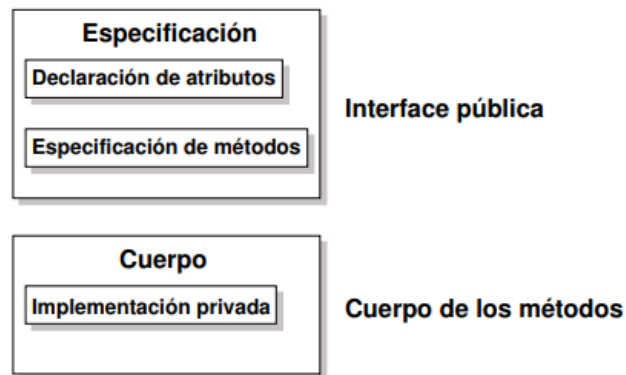 Especificación
Declaración de atributos
Interface pública
Especificación de métodos
Cuerpo
Implementación privada
Cuerpo de los métodos